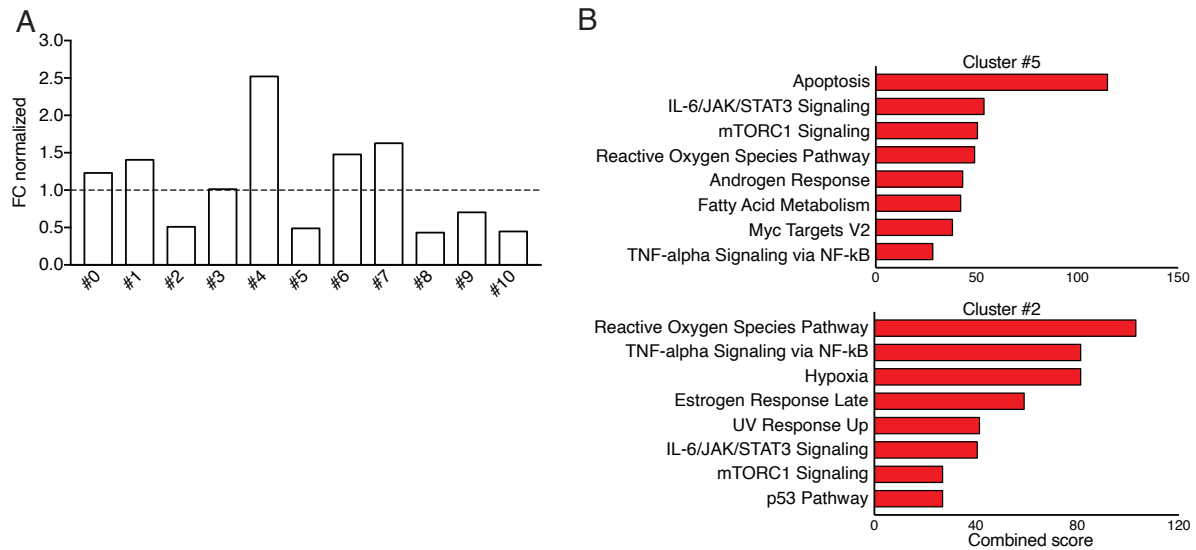 A
FC normalized
3.0
2.5
2.0
1.5
1.0
0.5
0.0
#0 #1 #2 #3 #4 #5 #6 #7 #8 #9 #10
B
Cluster #5
Apoptosis
IL-6/JAK/STAT3 Signaling
mTORC1 Signaling
Reactive Oxygen Species Pathway
Androgen Response
Fatty Acid Metabolism
Myc Targets V2
TNF-alpha Signaling via NF-kB
0 50 100 150
Cluster #2
Reactive Oxygen Species Pathway
TNF-alpha Signaling via NF-kB
Hypoxia
Estrogen Response Late
UV Response Up
IL-6/JAK/STAT3 Signaling
mTORC1 Signaling
p53 Pathway
0 40 80 120
Combined score